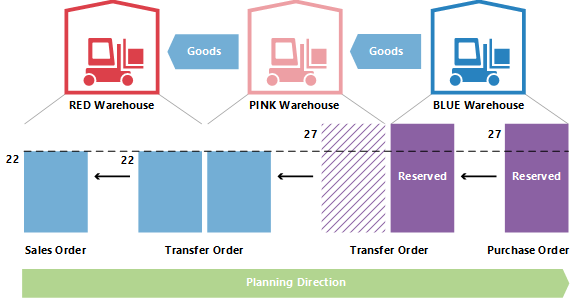 Goods
Goods
RED Warehouse
PINK Warehouse
BLUE Warehouse
27
27
22
22
Reserved
Reserved
Sales Order
Transfer Order
Transfer Order
Purchase Order
Planning Direction